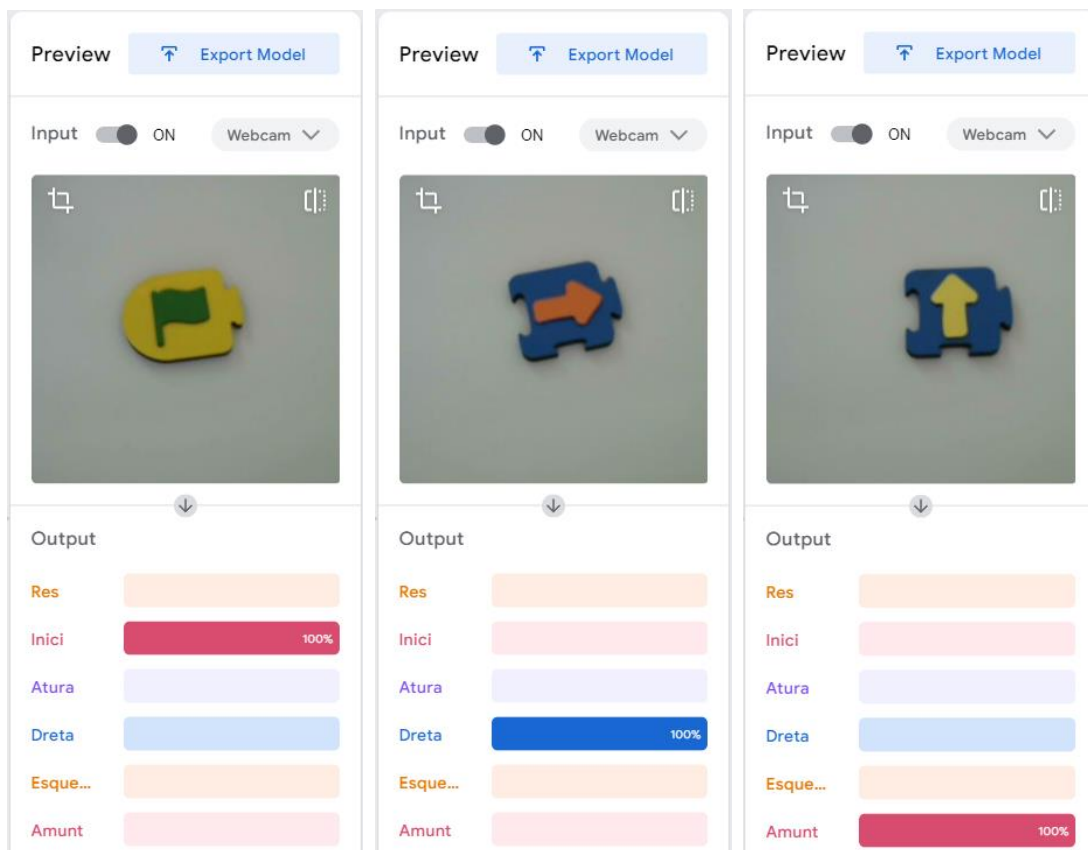 Preview Export Model
Input ON Webcam
Output
Res
Inici 100%
Atura
Dreta
Esque...
Amunt
Preview Export Model
Input ON Webcam
Output
Res
Inici
Atura
Dreta 100%
Esque...
Amunt
Preview Export Model
Input ON Webcam
Output
Res
Inici
Atura
Dreta
Esque...
Amunt 100%